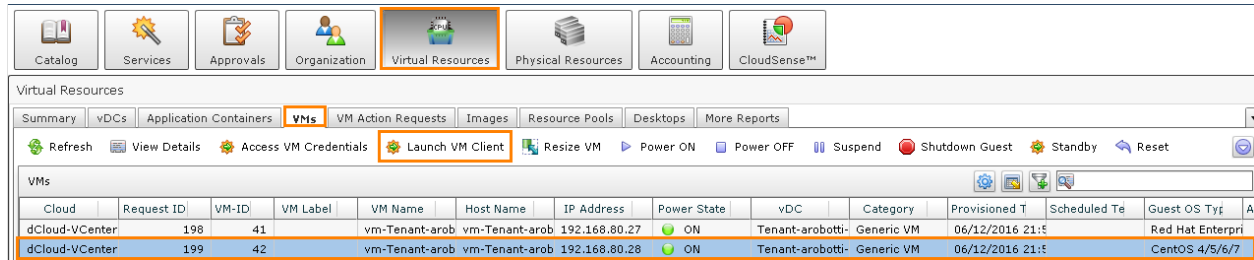 Catalog Services Approvals Organization Virtual Resources Physical Resources Accounting CloudSense™
Virtual Resources
Summary vDCs Application Containers VMs VM Action Requests Images Resource Pools Desktops More Reports
Refresh View Details Access VM Credentials Launch VM Client Resize VM Power ON Power OFF Suspend Shutdown Guest Standby Reset
VMs
Cloud Request ID VM-ID VM Label VM Name Host Name IP Address Power State vDC Category Provisioned T Scheduled Te Guest OS Typ A
dCloud-VCenter 198 41 vm-Tenant-arob vm-Tenant-arob 192.168.80.27 ON Tenant-arobotti- Generic VM 06/12/2016 21:5 Red Hat Enterpri
dCloud-VCenter 199 42 vm-Tenant-arob vm-Tenant-arob 192.168.80.28 ON Tenant-arobotti- Generic VM 06/12/2016 21:5 CentOS 4/5/6/7